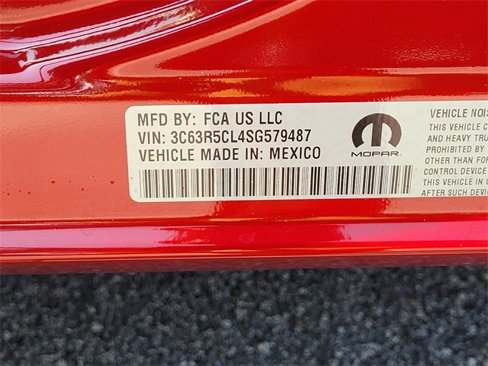 MFD BY: FCA US LLC
VIN: 3C63R5CL4SG579487
VEHICLE MADE IN: MEXICO
MOPAR
VEHICLE NOIS
THIS VEHICLE C
AND HEAVY TRU
PROHIBITED BY
OTHER THAN FOR
CONTROL DEVICE
THIS VEHICLE IN C
AFTER SUCH DEVI